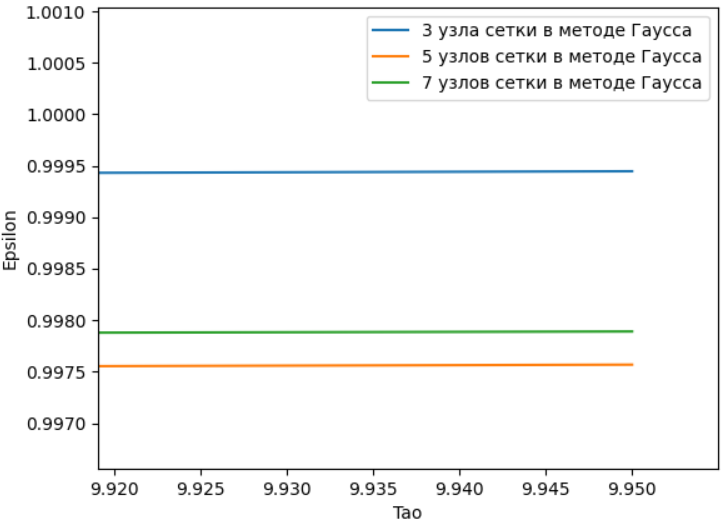 1.0010
1.0005
1.0000
0.9995
0.9990
0.9985
0.9980
0.9975
0.9970
Epsilon
3 узла сетки в методе Гаусса
5 узлов сетки в методе Гаусса
7 узлов сетки в методе Гаусса
9.920 9.925 9.930 9.935 9.940 9.945 9.950
Tao